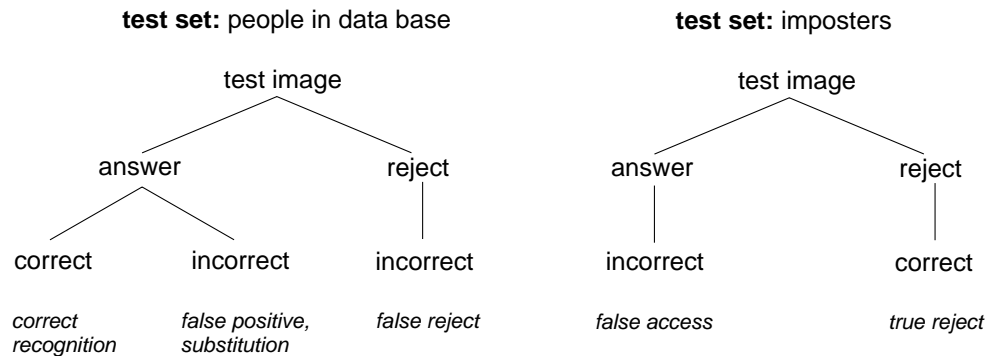 test set: people in data base
test image
answer
reject
correct
incorrect
incorrect
correct
recognition
false positive,
substitution
false reject
test set: imposters
test image
answer
reject
incorrect
correct
false access
true reject